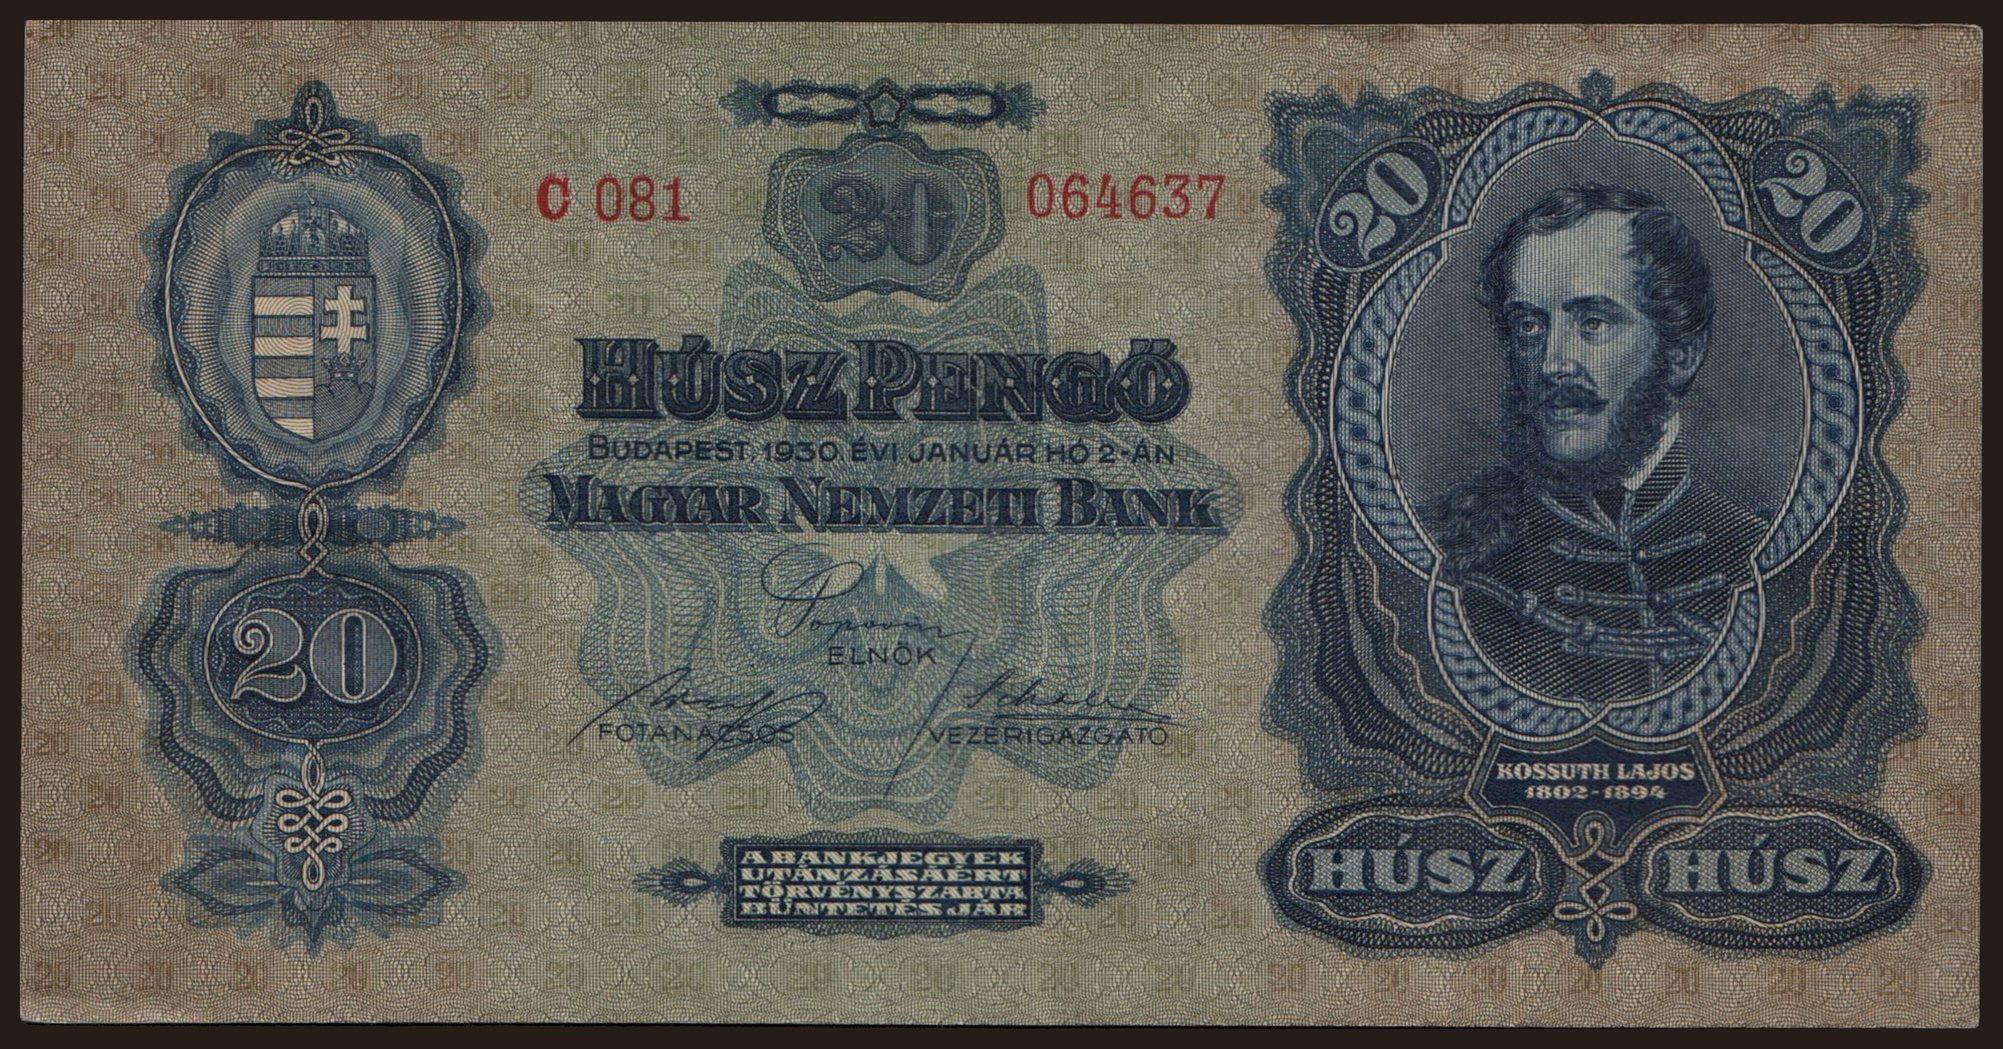 20
C 081 064637
20 20
HÚSZ PENGŐ
BUDAPEST, 1930. ÉVI JANUÁR HÓ 2-ÁN
MAGYAR NEMZETI BANK
20
ELNÖK
FŐTANÁCSOS VEZÉRIGAZGATÓ
KOSSUTH LAJOS
1802-1894
A BANKJEGYEK
UTÁNZÁSÁÉRT
TÖRVÉNYSZABTA
BÜNTETÉS JÁR
HÚSZ HÚSZ